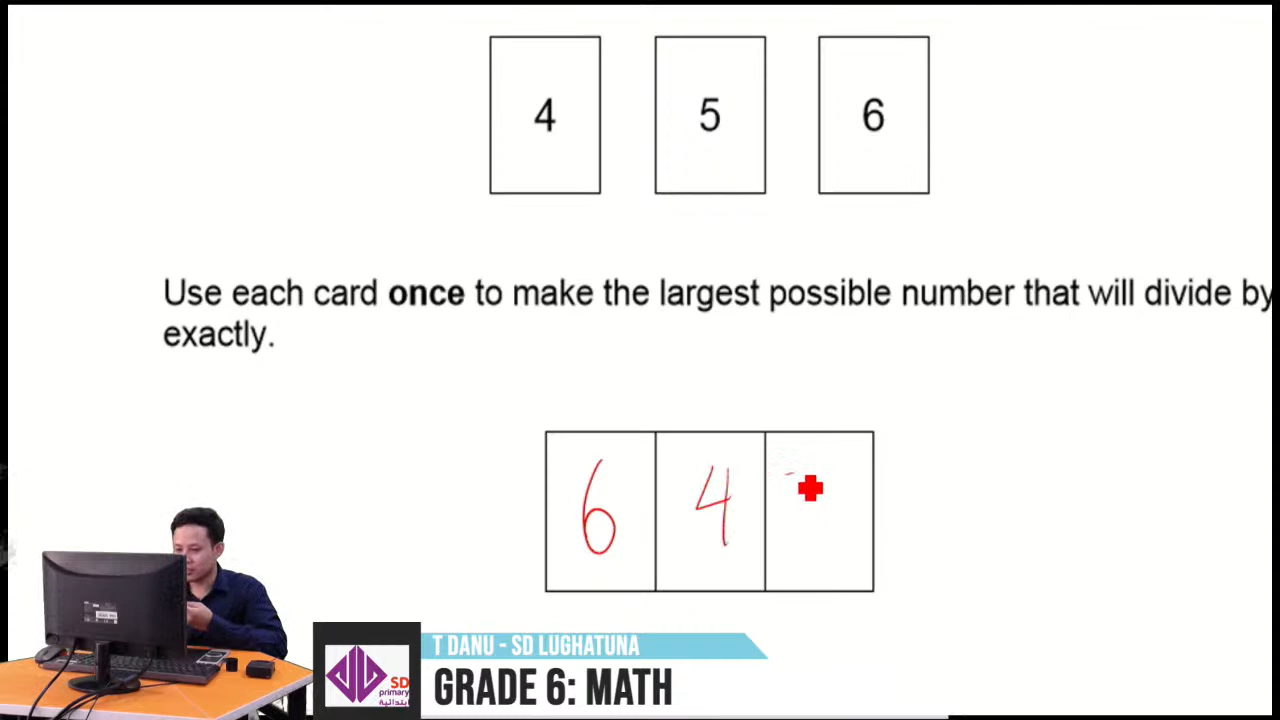 4 5 6
Use each card once to make the largest possible number that will divide by
exactly.
6 4
T DANU - SD LUGHATUNA
SD
primary
ابتدائية
GRADE 6: MATH